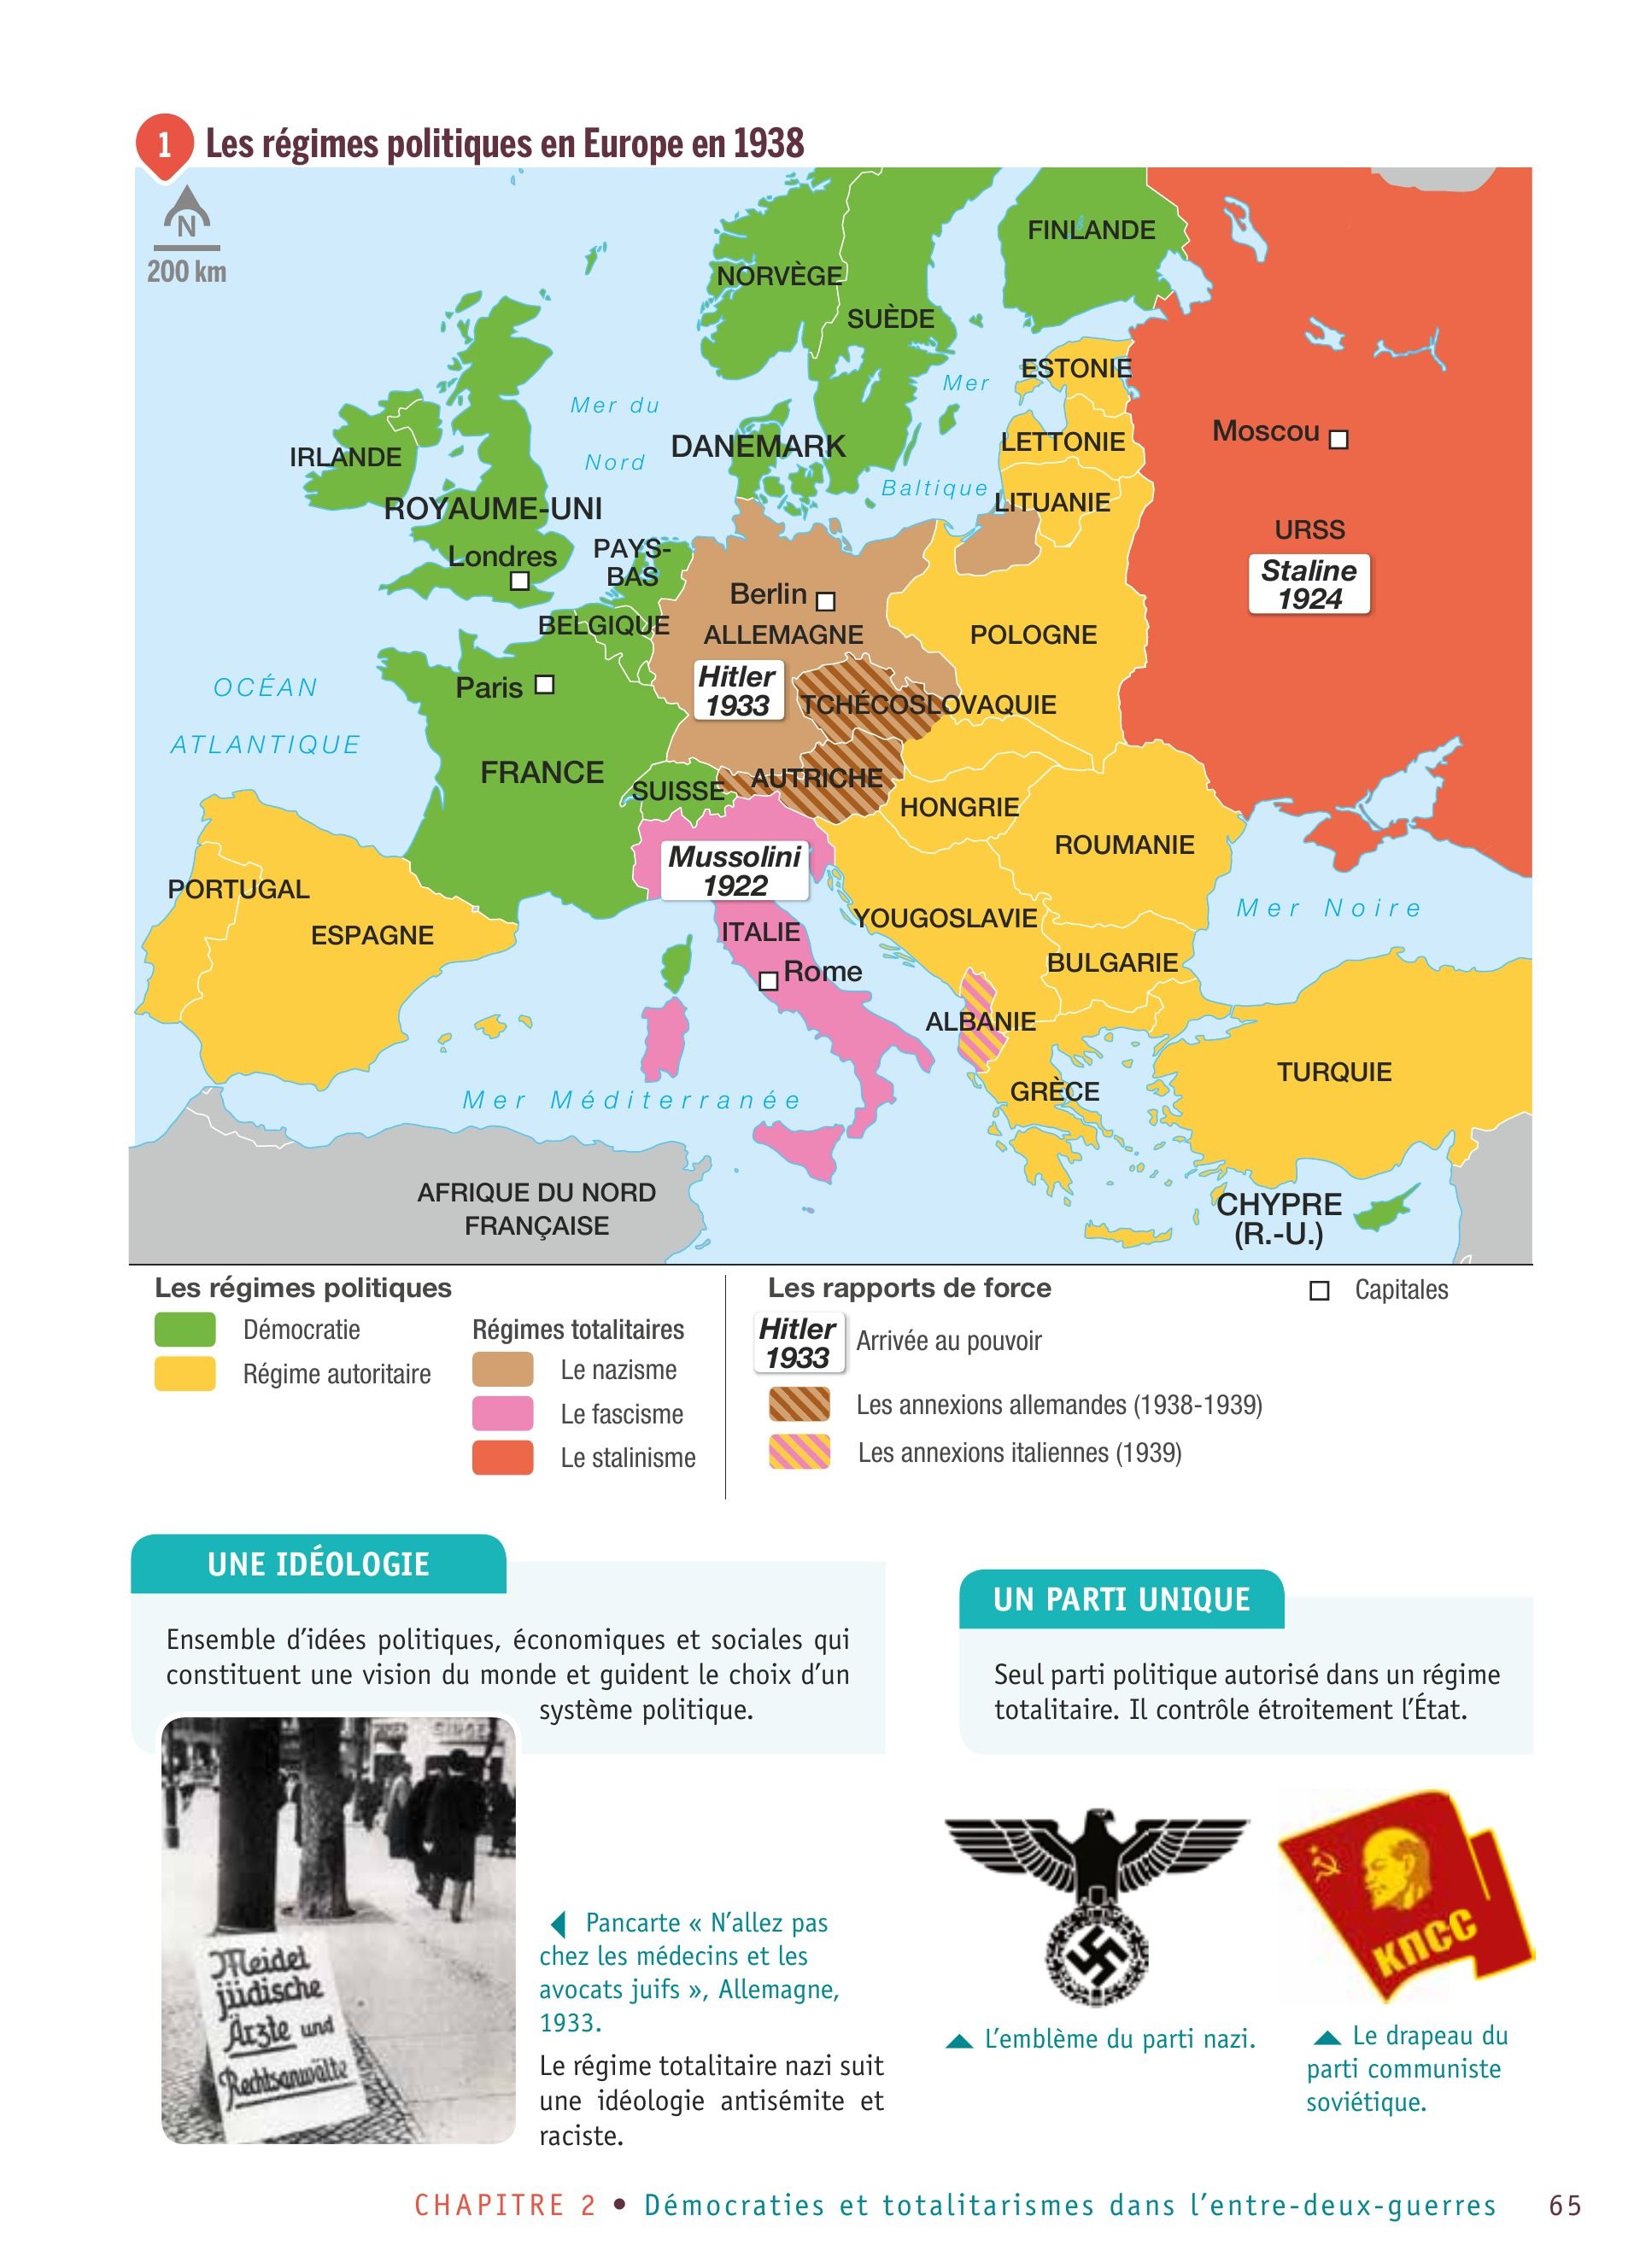 1 Les régimes politiques en Europe en 1938
N
200 km
FINLANDE
NORVÈGE
SUÈDE
ESTONIE
Mer
Mer du
Moscou
LETTONIE
DANEMARK
IRLANDE
Nord
Baltique
LITUANIE
ROYAUME-UNI
URSS
PAYS-
BAS
Londres
Staline
1924
Berlin
BELGIQUE
ALLEMAGNE
POLOGNE
Hitler
1933
OCÉAN
Paris
TCHÉCOSLOVAQUIE
ATLANTIQUE
FRANCE
AUTRICHE
SUISSE
HONGRIE
ROUMANIE
Mussolini
1922
PORTUGAL
Mer Noire
YOUGOSLAVIE
ESPAGNE
ITALIE
BULGARIE
Rome
ALBANIE
TURQUIE
GRÈCE
Mer Méditerranée
AFRIQUE DU NORD
FRANÇAISE
CHYPRE
(R.-U.)
Les régimes politiques
Démocratie
Régime autoritaire
Régimes totalitaires
Le nazisme
Le fascisme
Le stalinisme
Les rapports de force
Hitler
1933
Arrivée au pouvoir
Les annexions allemandes (1938-1939)
Les annexions italiennes (1939)
Capitales
UNE IDÉOLOGIE
Ensemble d’idées politiques, économiques et sociales qui
constituent une vision du monde et guident le choix d’un
système politique.
Meidet
jüdische
Ärzte und
Rechtsanwälte
Pancarte « N’allez pas
chez les médecins et les
avocats juifs », Allemagne,
1933.
Le régime totalitaire nazi suit
une idéologie antisémite et
raciste.
UN PARTI UNIQUE
Seul parti politique autorisé dans un régime
totalitaire. Il contrôle étroitement l’État.
L’emblème du parti nazi.
КПСС
Le drapeau du
parti communiste
soviétique.
CHAPITRE 2 • Démocraties et totalitarismes dans l’entre-deux-guerres 65